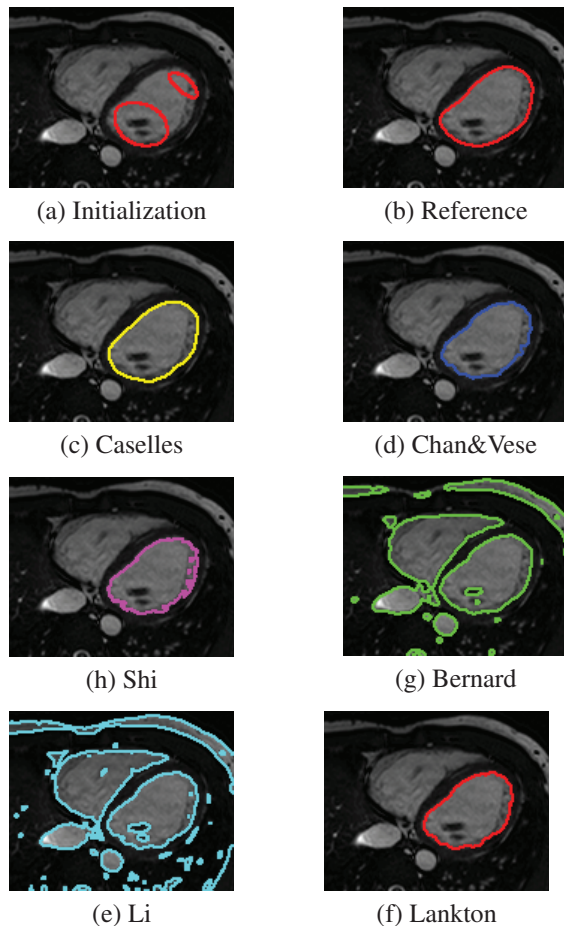 (a) Initialization
(b) Reference
(c) Caselles
(d) Chan&Vese
(h) Shi
(g) Bernard
(e) Li
(f) Lankton